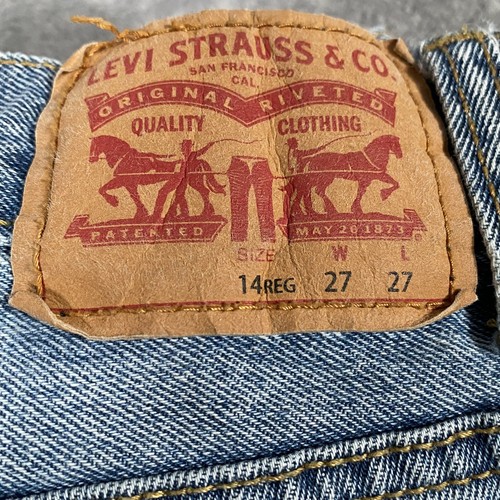 LEVI STRAUSS & CO.
SAN FRANCISCO
CAL.
ORIGINAL RIVETED
QUALITY CLOTHING
PATENTED MAY 20 1873
SIZE W L
14REG 27 27